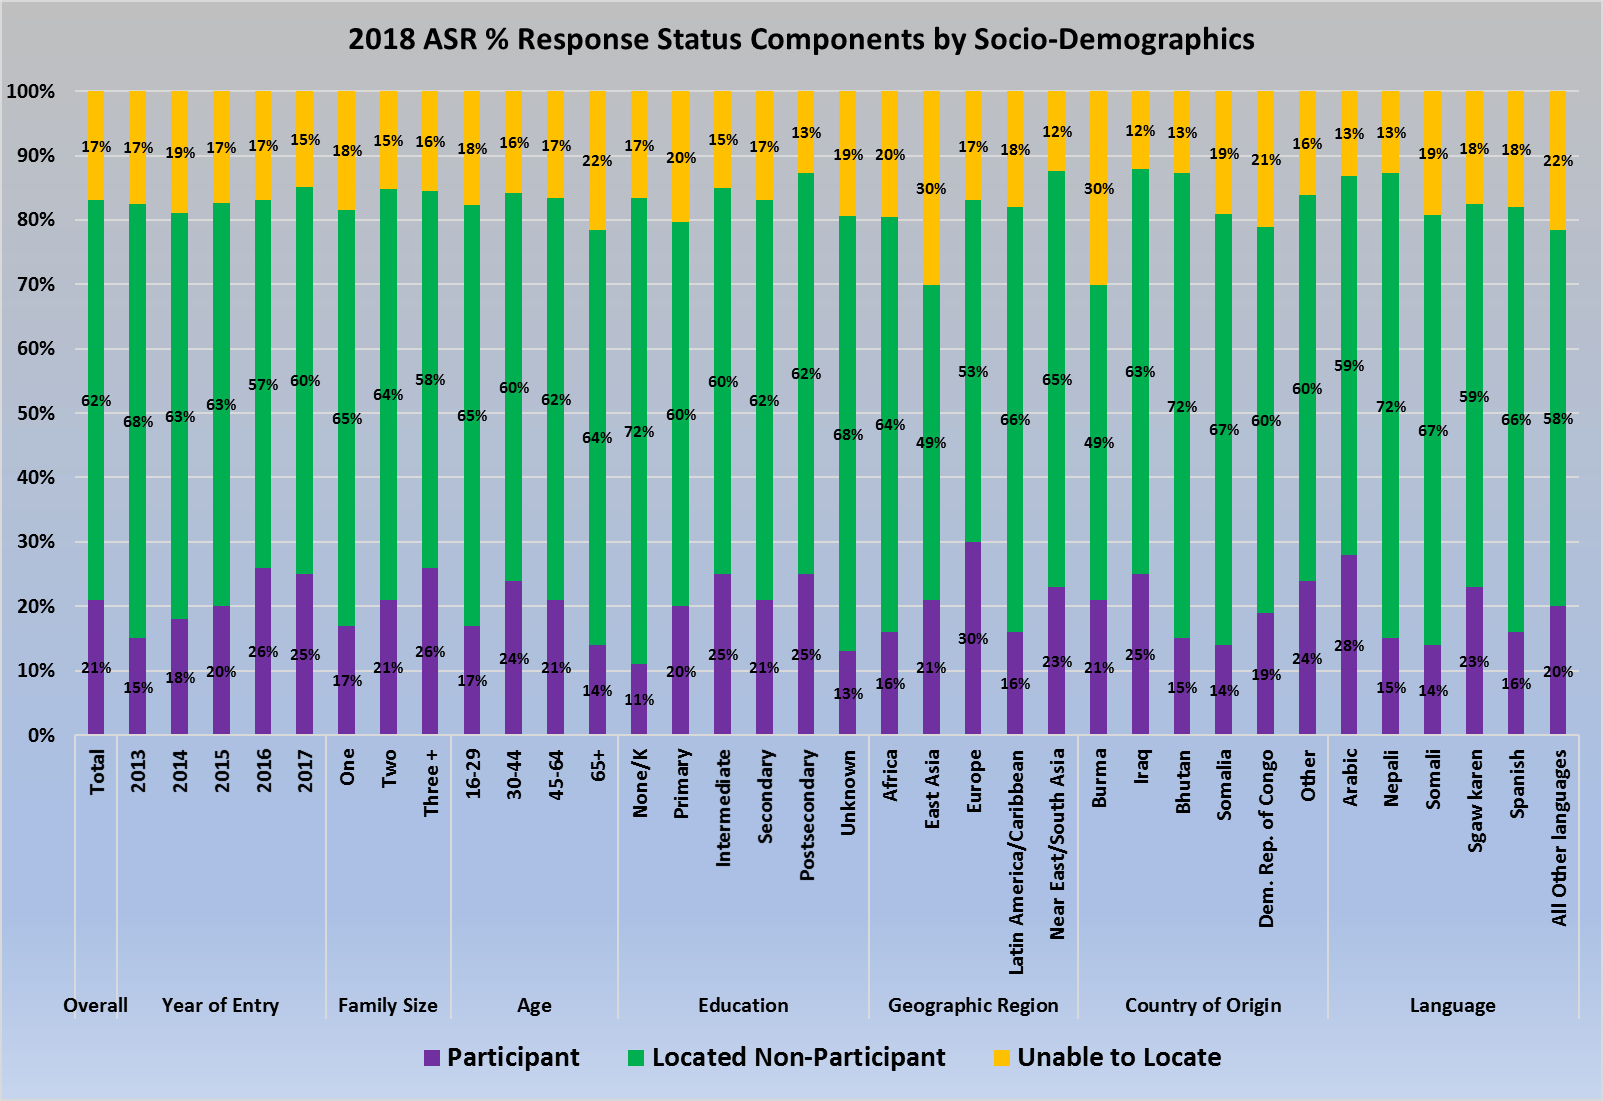 2018 ASR % Response Status Components by Socio-Demographics
100%
90%
80%
70%
60%
50%
40%
30%
20%
10%
0%
17% 17% 19% 17% 17% 15% 18% 15% 16% 18% 16% 17% 22% 17% 20% 15% 17% 13% 19% 20% 30% 17% 18% 12% 30% 12% 13% 19% 21% 16% 13% 13% 19% 18% 18% 22%
62% 68% 63% 63% 57% 60% 65% 64% 58% 65% 60% 62% 64% 72% 60% 60% 62% 62% 68% 64% 49% 53% 66% 65% 49% 63% 72% 67% 60% 60% 59% 72% 67% 59% 66% 58%
21% 15% 18% 20% 26% 25% 17% 21% 26% 17% 24% 21% 14% 11% 20% 25% 21% 25% 13% 16% 21% 30% 16% 23% 21% 25% 15% 14% 19% 24% 28% 15% 14% 23% 16% 20%
Total
2013
2014
2015
2016
2017
One
Two
Three +
16-29
30-44
45-64
65+
None/K
Primary
Intermediate
Secondary
Postsecondary
Unknown
Africa
East Asia
Europe
Latin America/Caribbean
Near East/South Asia
Burma
Iraq
Bhutan
Somalia
Dem. Rep. of Congo
Other
Arabic
Nepali
Somali
Sgaw karen
Spanish
All Other languages
Overall Year of Entry Family Size Age Education Geographic Region Country of Origin Language
Participant Located Non-Participant Unable to Locate